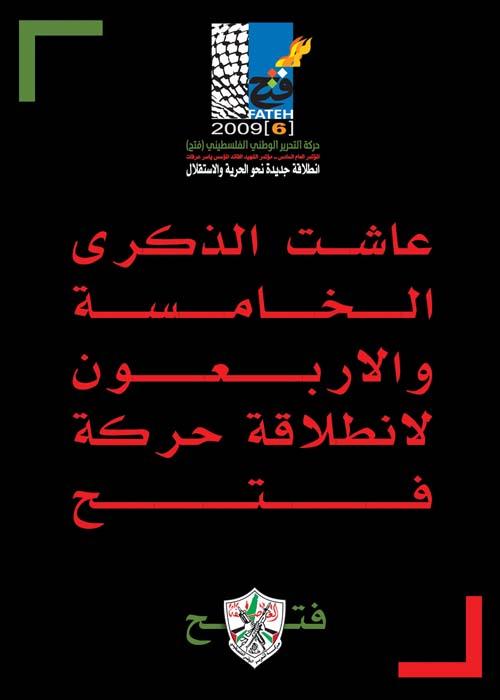 فتح
FATEH
2009[6]
حركة التحرير الوطني الفلسطيني (فتح)
المؤتمر العام السادس - مؤتمر الشهيد القائد المؤسس ياسر عرفات
انطلاقة جديدة نحو الحرية والاستقلال
عاشت الذكرى
الخامسة
والاربعون
لانطلاقة حركة
فتح
فتح